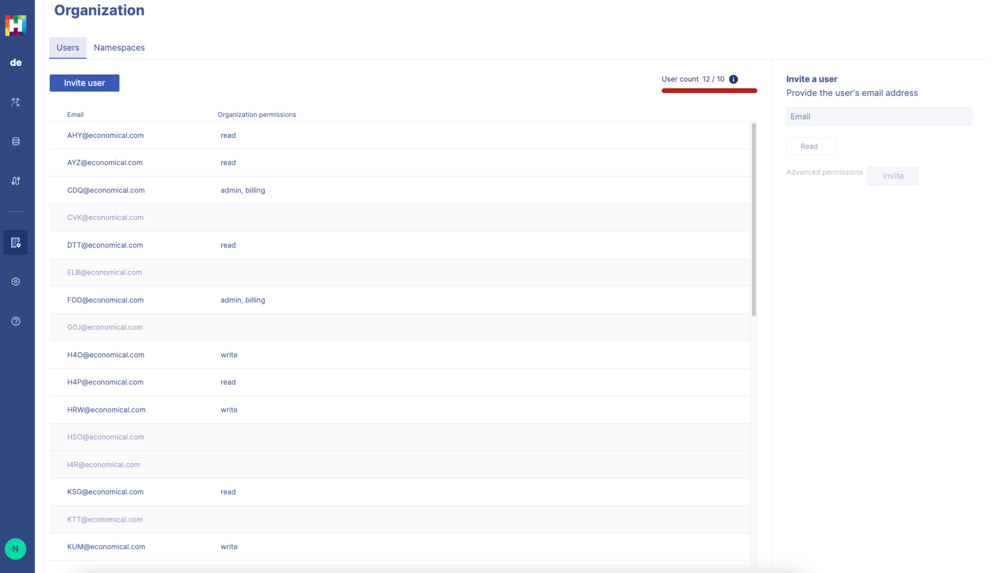 Organization
H
de
Users Namespaces
Invite user
User count 12 / 10 i
Email Organization permissions
AHY@economical.com read
AYZ@economical.com read
CDQ@economical.com admin, billing
CVK@economical.com
DTT@economical.com read
ELB@economical.com
FOD@economical.com admin, billing
G0J@economical.com
H4O@economical.com write
H4P@economical.com read
HRW@economical.com write
HSO@economical.com
I4R@economical.com
KSG@economical.com read
KTT@economical.com
KUM@economical.com write
Invite a user
Provide the user's email address
Email
Read
Advanced permissions Invite
?
N